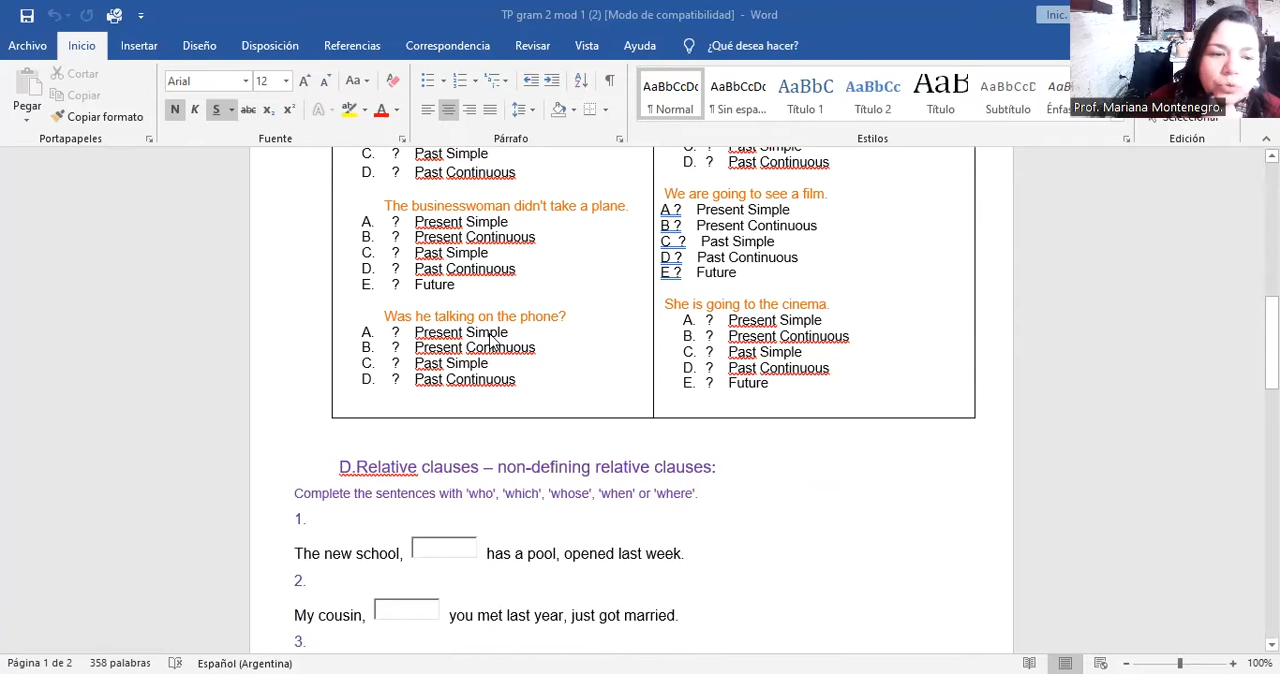 TP gram 2 mod 1 (2) [Modo de compatibilidad] - Word
Inic.
Archivo Inicio Insertar Diseño Disposición Referencias Correspondencia Revisar Vista Ayuda ¿Qué desea hacer?
Prof. Mariana Montenegro.
Pegar
Cortar
Copiar
Copiar formato
Arial 12
Aa
N K S abc x₂ x²
A A
AaBbCcDc AaBbCcDc AaBbC AaBbCc AaB AaBbCcD
¶ Normal ¶ Sin espa... Título 1 Título 2 Título Subtítulo
Portapapeles Fuente Párrafo Estilos Edición
C. ? Past Simple
D. ? Past Continuous
The businesswoman didn't take a plane.
A. ? Present Simple
B. ? Present Continuous
C. ? Past Simple
D. ? Past Continuous
E. ? Future
Was he talking on the phone?
A. ? Present Simple
B. ? Present Continuous
C. ? Past Simple
D. ? Past Continuous
D. ? Past Continuous
We are going to see a film.
A ? Present Simple
B ? Present Continuous
C ? Past Simple
D ? Past Continuous
E ? Future
She is going to the cinema.
A. ? Present Simple
B. ? Present Continuous
C. ? Past Simple
D. ? Past Continuous
E. ? Future
D.Relative clauses – non-defining relative clauses:
Complete the sentences with 'who', 'which', 'whose', 'when' or 'where'.
1.
The new school, has a pool, opened last week.
2.
My cousin, you met last year, just got married.
3.
Página 1 de 2 358 palabras Español (Argentina) 100%